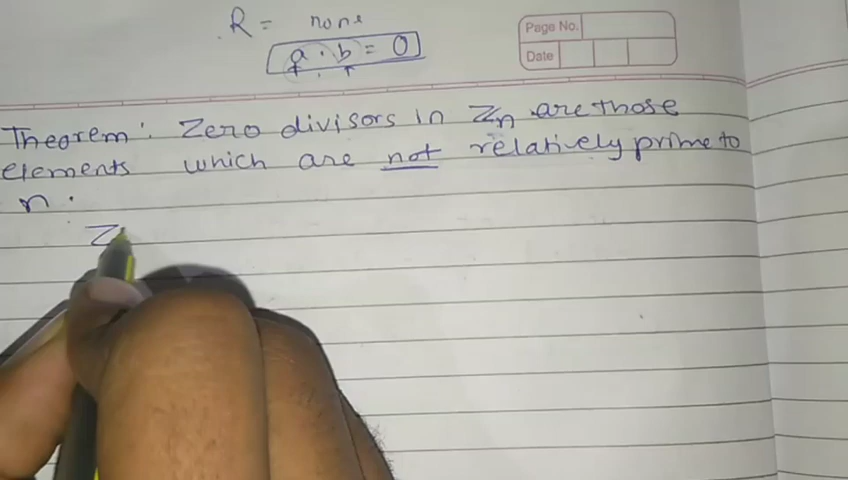 R = none
a · b = 0
Page No.
Date
Theorem: Zero divisors in Zn are those
elements which are not relatively prime to
n.
Z